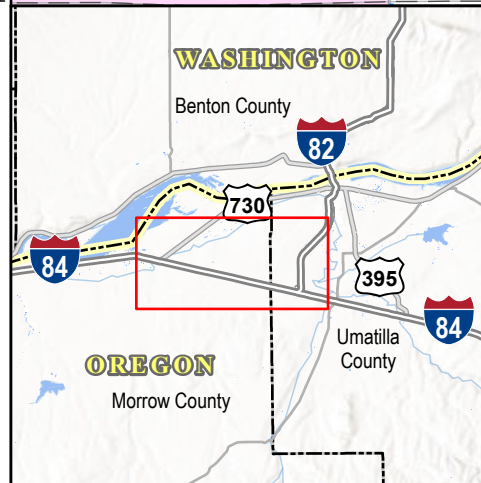 WASHINGTON
Benton County
82
730
84
395
84
Umatilla
County
OREGON
Morrow County